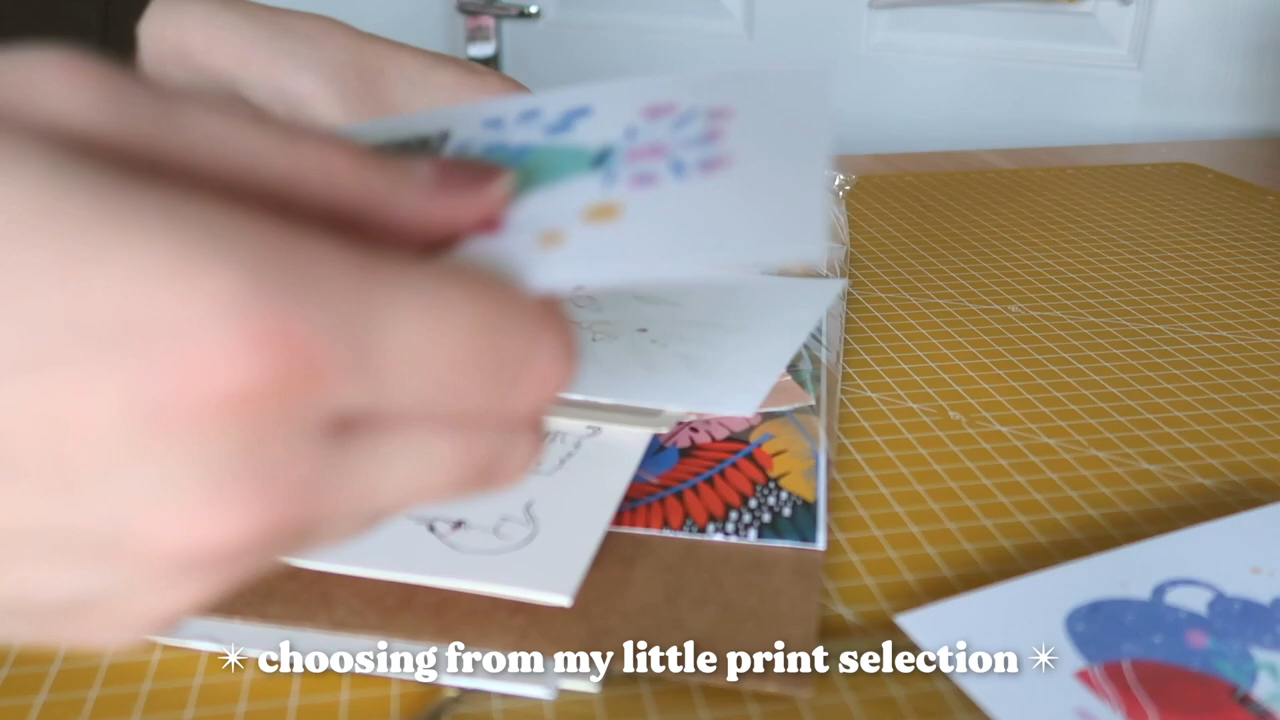 ✴ choosing from my little print selection ✴